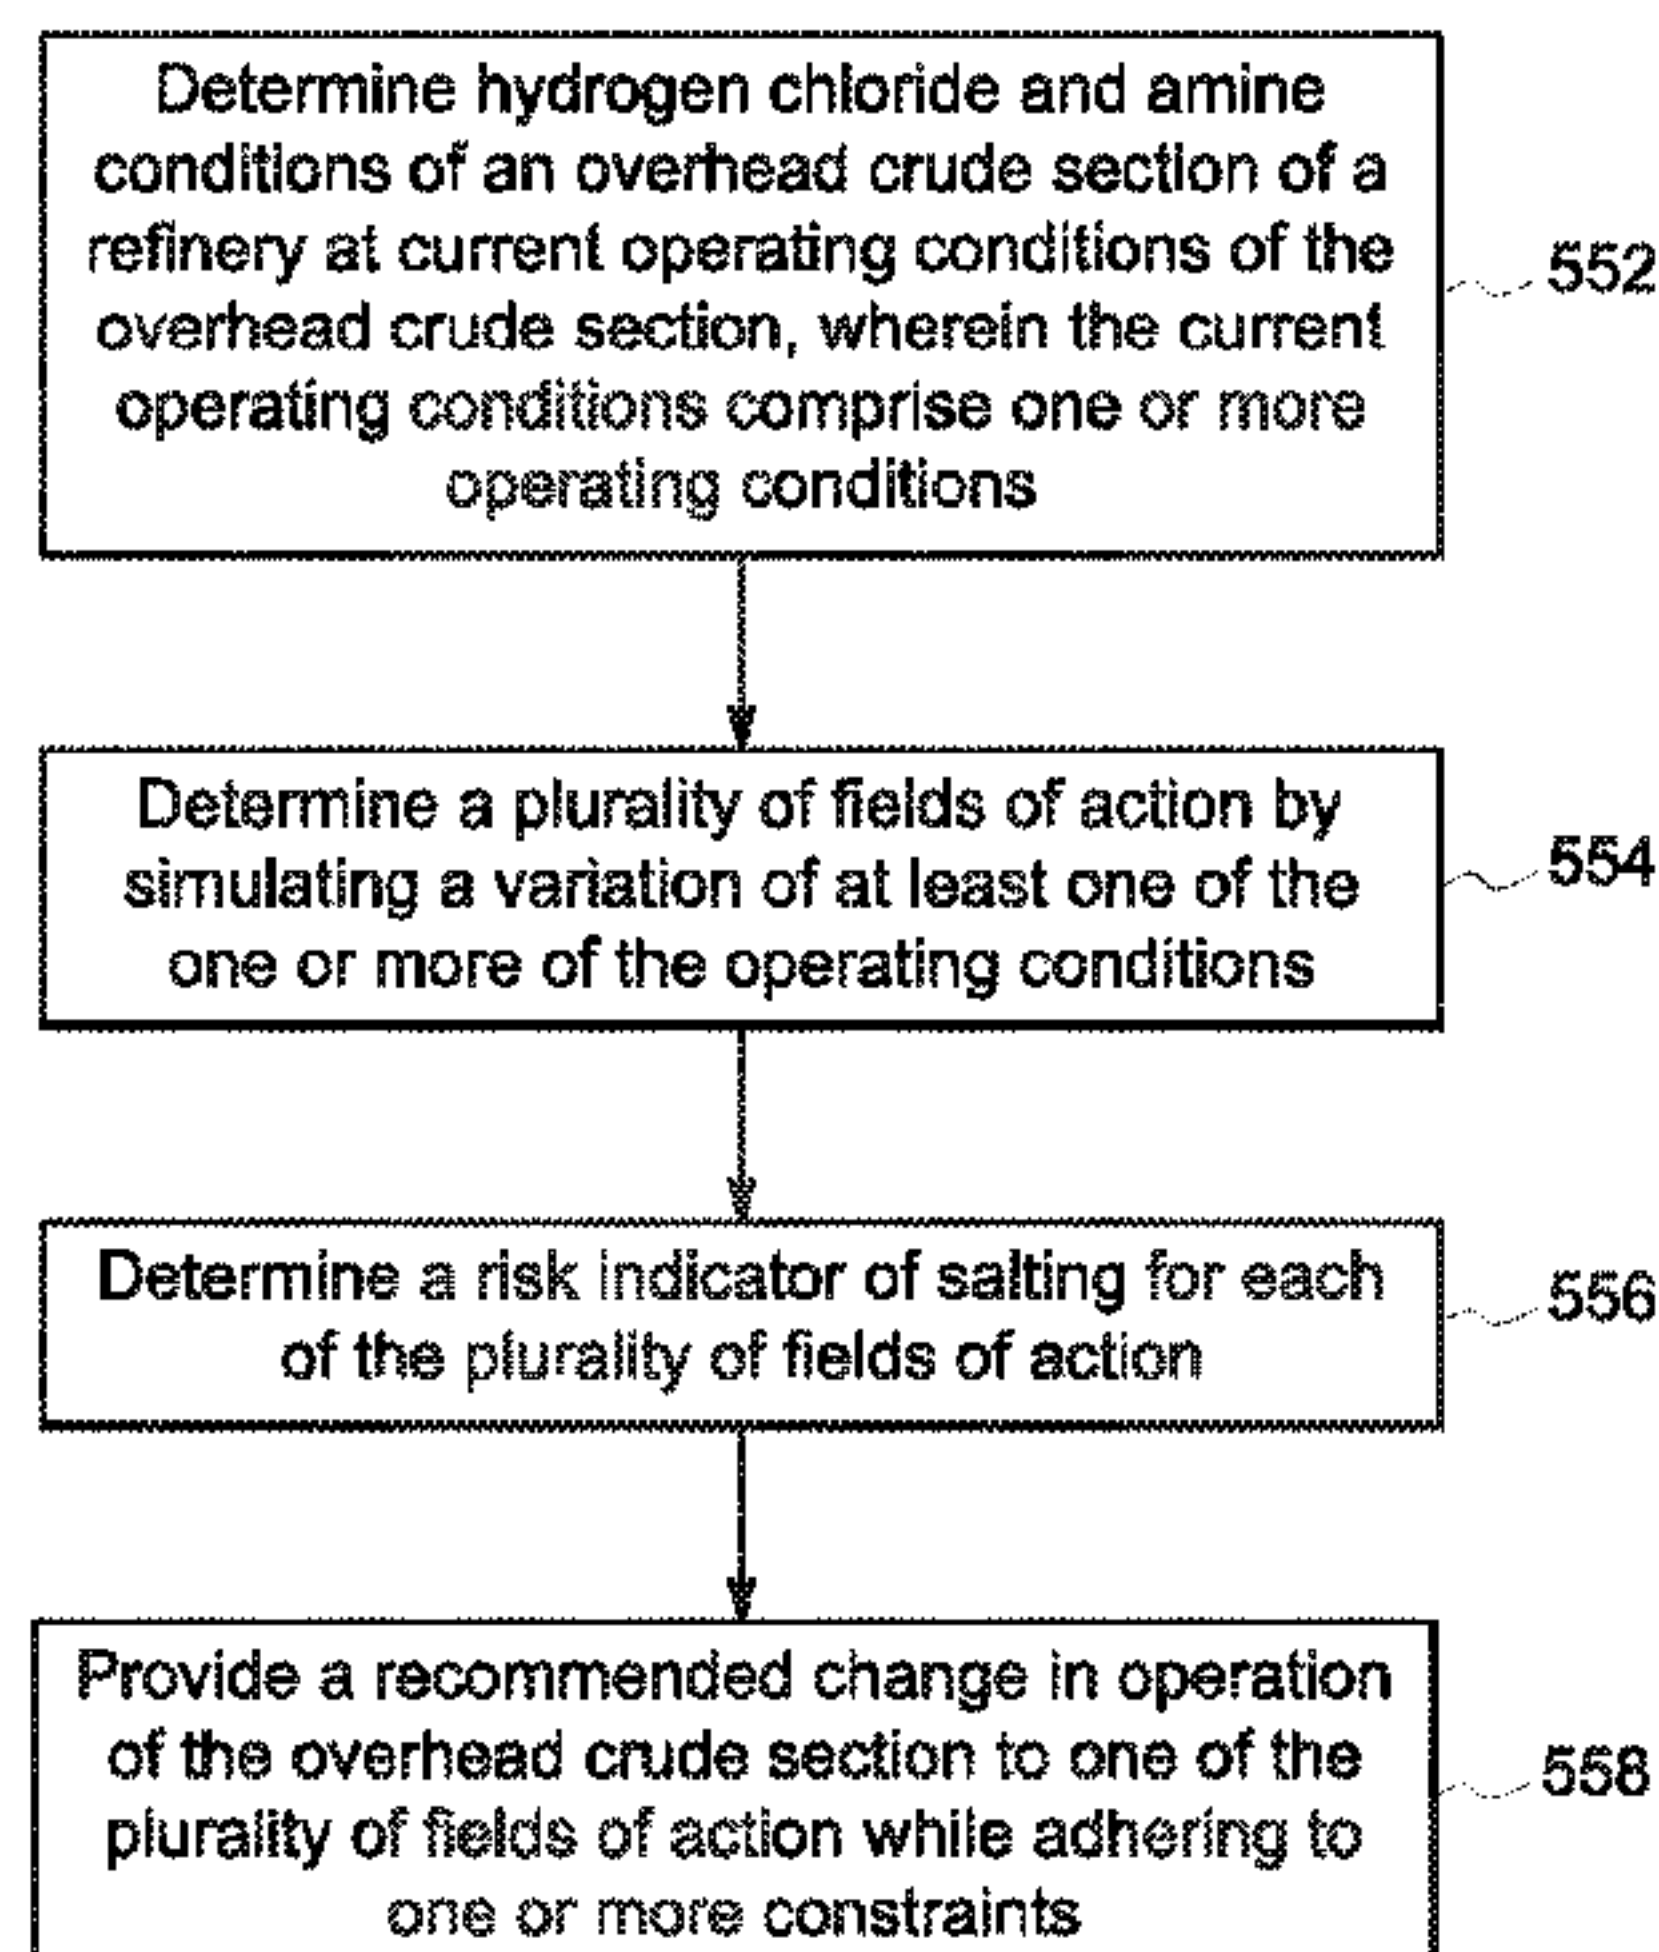 Determine hydrogen chloride and amine
conditions of an overhead crude section of a
refinery at current operating conditions of the
overhead crude section, wherein the current
operating conditions comprise one or more
operating conditions
552
Determine a plurality of fields of action by
simulating a variation of at least one of the
one or more of the operating conditions
554
Determine a risk indicator of salting for each
of the plurality of fields of action
556
Provide a recommended change in operation
of the overhead crude section to one of the
plurality of fields of action while adhering to
one or more constraints
558